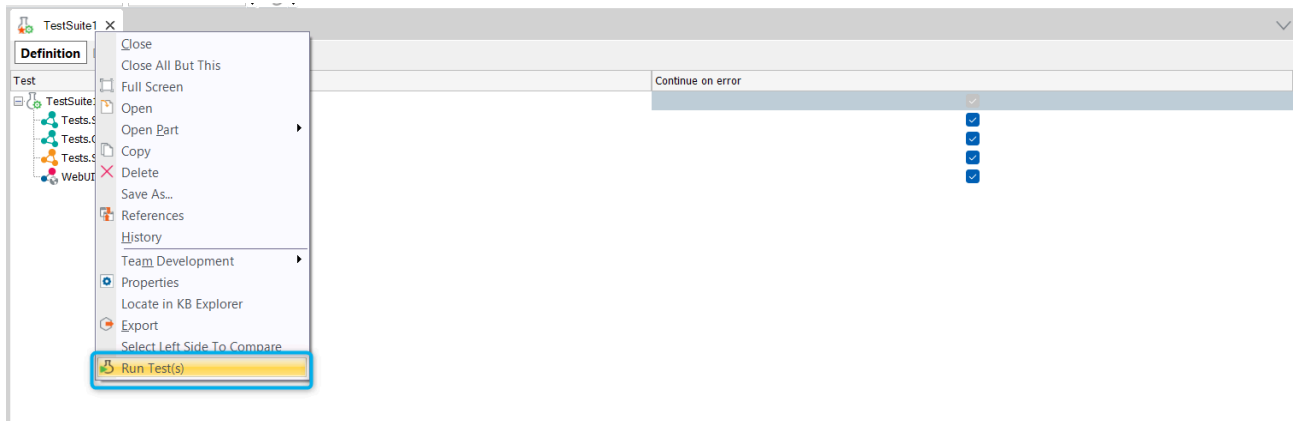 TestSuite1
Close
Definition
Close All But This
Test
Continue on error
Full Screen
TestSuite
Open
Tests.
Open Part
Tests.
Copy
Tests.
Delete
WebUI
Save As...
References
History
Team Development
Properties
Locate in KB Explorer
Export
Select Left Side To Compare
Run Test(s)